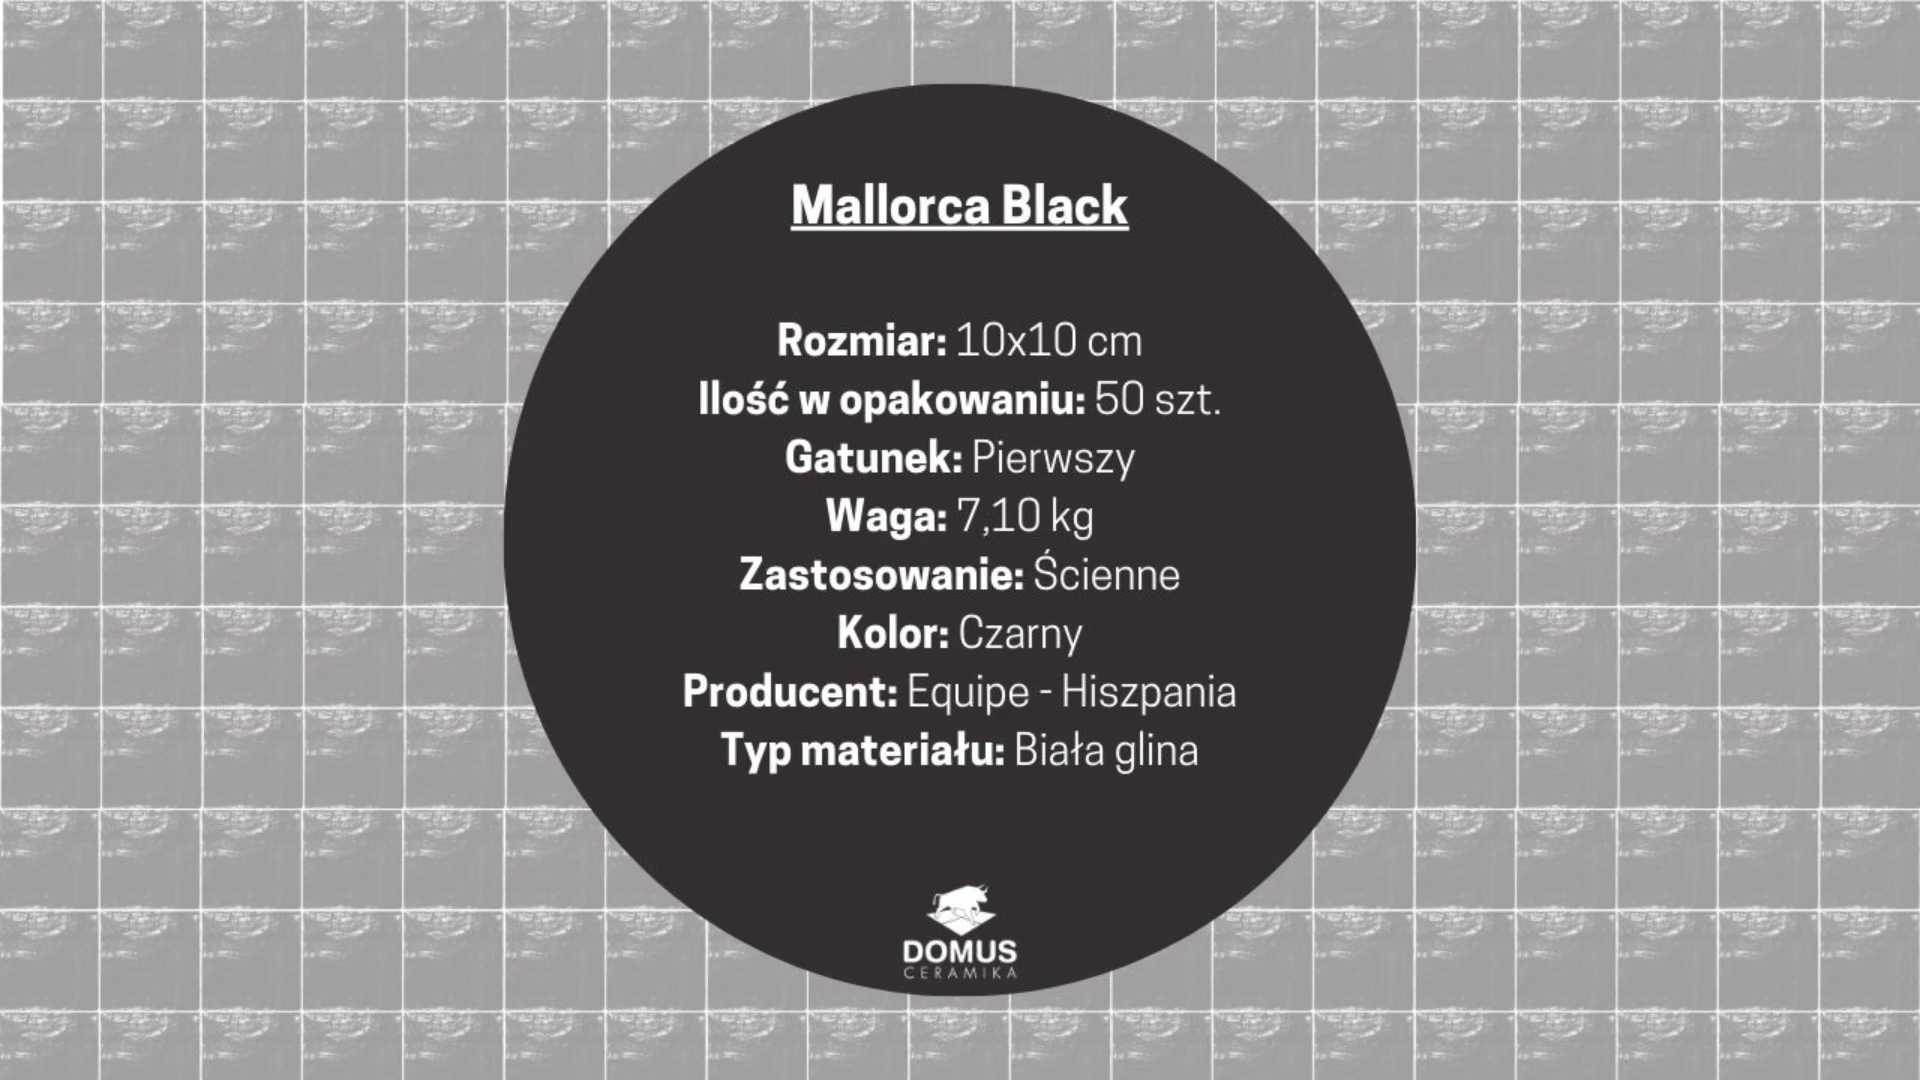 Mallorca Black
Rozmiar: 10x10 cm
Ilość w opakowaniu: 50 szt.
Gatunek: Pierwszy
Waga: 7,10 kg
Zastosowanie: Ścienne
Kolor: Czarny
Producent: Equipe - Hiszpania
Typ materiału: Biała glina
DOMUS
CERAMIKA